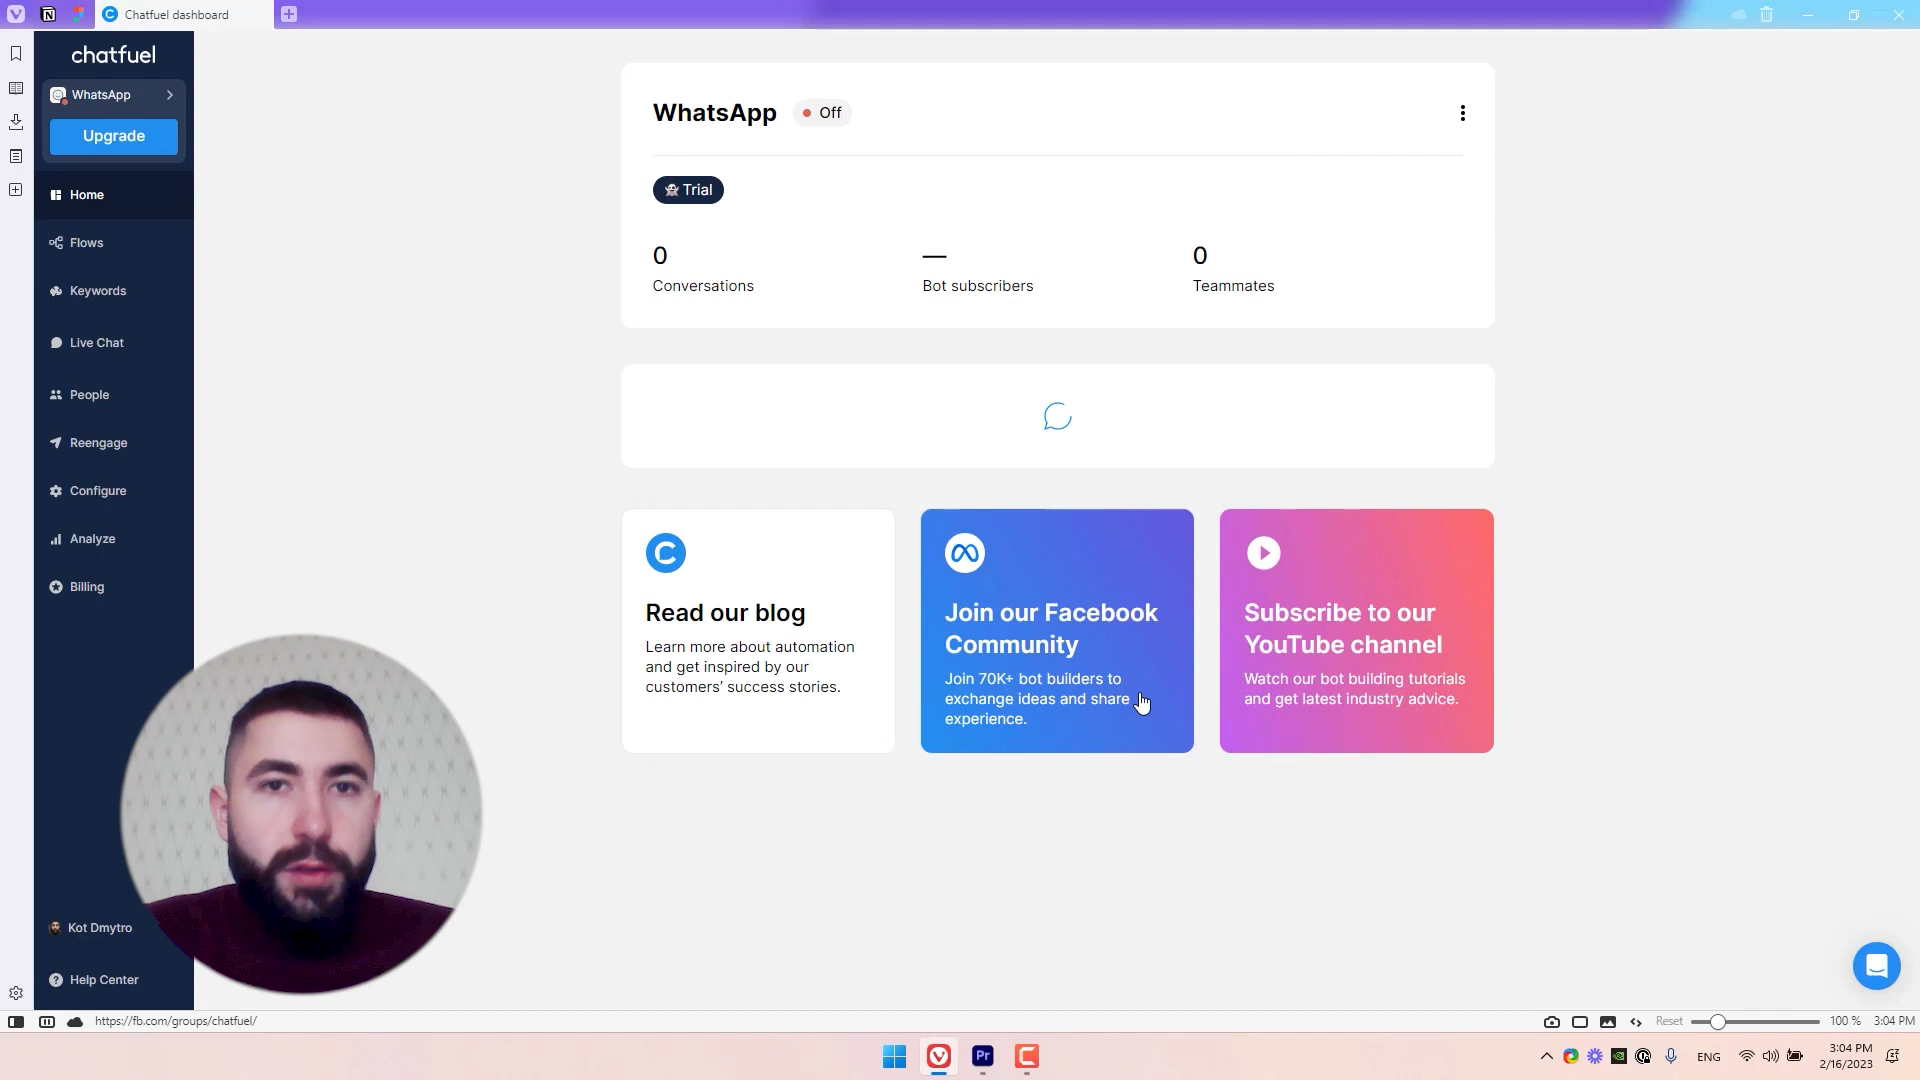 Chatfuel dashboard
chatfuel
WhatsApp
Upgrade
Home
Flows
Keywords
Live Chat
People
Reengage
Configure
Analyze
Billing
Kot Dmytro
Help Center
WhatsApp
Off
Trial
0
Conversations
—
Bot subscribers
0
Teammates
Read our blog
Learn more about automation
and get inspired by our
customers’ success stories.
Join our Facebook
Community
Join 70K+ bot builders to
exchange ideas and share
experience.
Subscribe to our
YouTube channel
Watch our bot building tutorials
and get latest industry advice.
https://fb.com/groups/chatfuel/
Reset
100 %
3:04 PM
Pr
ENG
3:04 PM
2/16/2023